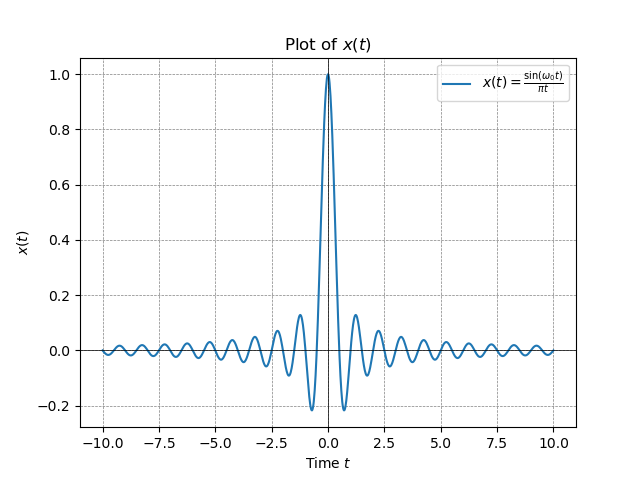 Plot of x(t)
x(t) = sin(ω₀t)/πt
1.0
0.8
0.6
0.4
0.2
0.0
−0.2
x(t)
−10.0 −7.5 −5.0 −2.5 0.0 2.5 5.0 7.5 10.0
Time t